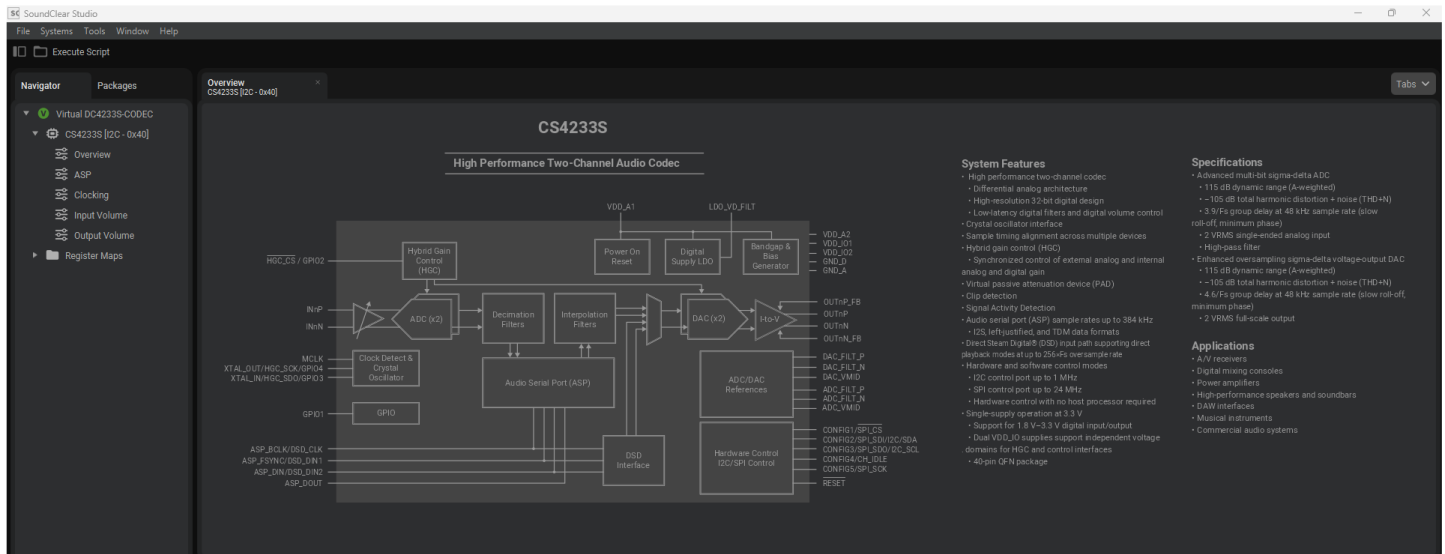 SC SoundClear Studio
File Systems Tools Window Help
Execute Script
Navigator Packages
Virtual DC4233S-CODEC
CS4233S [I2C - 0x40]
Overview
ASP
Clocking
Input Volume
Output Volume
Register Maps
Overview
CS4233S [I2C - 0x40]
Tabs
CS4233S
High Performance Two-Channel Audio Codec
VDD_A1
LDO_VD_FILT
HGC_CS / GPIO2
INnP
INnN
MCLK
XTAL_OUT/HGC_SCK/GPIO4
XTAL_IN/HGC_SDO/GPIO3
GPIO1
ASP_BCLK/DSD_CLK
ASP_FSYNC/DSD_DIN1
ASP_DIN/DSD_DIN2
ASP_DOUT
Hybrid Gain
Control
(HGC)
Power On
Reset
Digital
Supply LDO
Bandgap &
Bias
Generator
ADC (x2)
Decimation
Filters
Interpolation
Filters
DAC (x2)
I-to-V
Clock Detect &
Crystal
Oscillator
Audio Serial Port (ASP)
ADC/DAC
References
GPIO
DSD
Interface
Hardware Control
I2C/SPI Control
VDD_A2
VDD_IO1
VDD_IO2
GND_D
GND_A
OUTnP_FB
OUTnP
OUTnN
OUTnN_FB
DAC_FILT_P
DAC_FILT_N
DAC_VMID
ADC_FILT_P
ADC_FILT_N
ADC_VMID
CONFIG1/SPI_CS
CONFIG2/SPI_SDI/I2C/SDA
CONFIG3/SPI_SDO/I2C_SCL
CONFIG4/CH_IDLE
CONFIG5/SPI_SCK
RESET
System Features
• High performance two-channel codec
• Differential analog architecture
• High-resolution 32-bit digital design
• Low-latency digital filters and digital volume control
• Crystal oscillator interface
• Sample timing alignment across multiple devices
• Hybrid gain control (HGC)
• Synchronized control of external analog and internal
analog and digital gain
• Virtual passive attenuation device (PAD)
• Clip detection
• Signal Activity Detection
• Audio serial port (ASP) sample rates up to 384 kHz
• I2S, left-justified, and TDM data formats
• Direct Steam Digital® (DSD) input path supporting direct
playback modes at up to 256×Fs oversample rate
• Hardware and software control modes
• I2C control port up to 1 MHz
• SPI control port up to 24 MHz
• Hardware control with no host processor required
• Single-supply operation at 3.3 V
• Support for 1.8 V–3.3 V digital input/output
• Dual VDD_IO supplies support independent voltage
domains for HGC and control interfaces
• 40-pin QFN package
Specifications
• Advanced multi-bit sigma-delta ADC
• 115 dB dynamic range (A-weighted)
• –105 dB total harmonic distortion + noise (THD+N)
• 3.9/Fs group delay at 48 kHz sample rate (slow
roll-off, minimum phase)
• 2 VRMS single-ended analog input
• High-pass filter
• Enhanced oversampling sigma-delta voltage-output DAC
• 115 dB dynamic range (A-weighted)
• –105 dB total harmonic distortion + noise (THD+N)
• 4.6/Fs group delay at 48 kHz sample rate (slow roll-off,
minimum phase)
• 2 VRMS full-scale output
Applications
• A/V receivers
• Digital mixing consoles
• Power amplifiers
• High-performance speakers and soundbars
• DAW interfaces
• Musical instruments
• Commercial audio systems